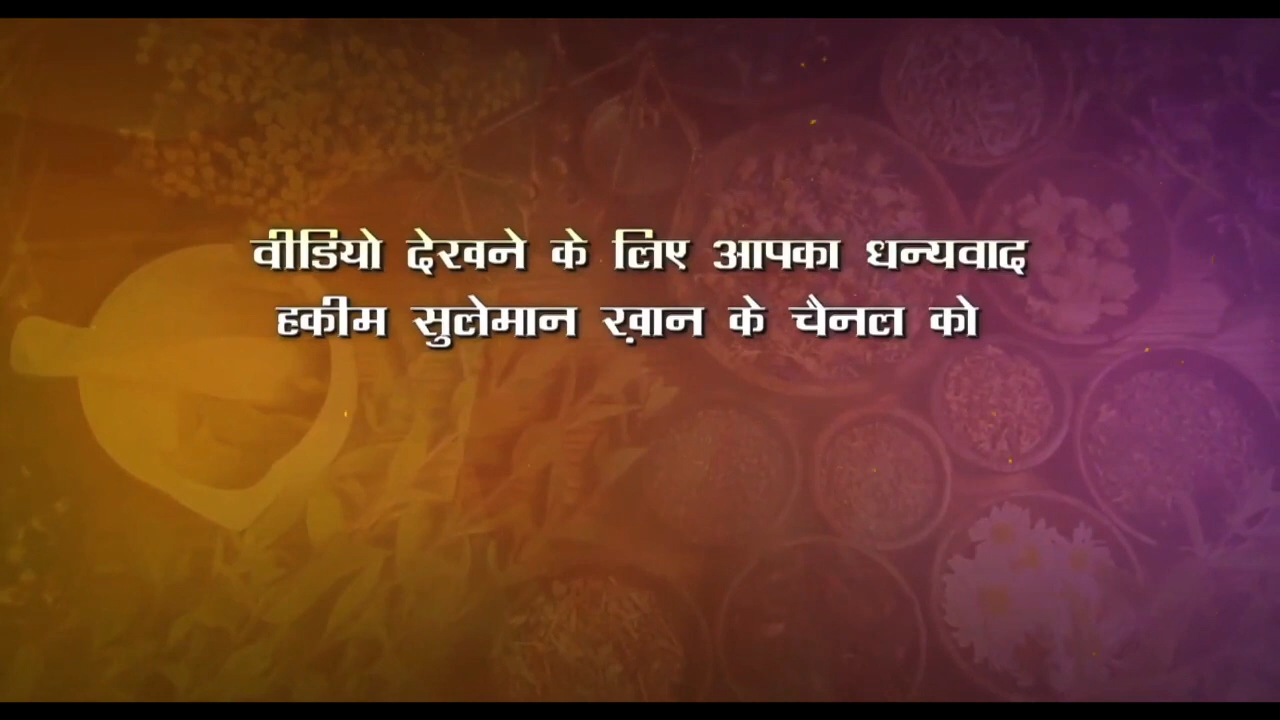 वीडियो देखने के लिए आपका धन्यवाद
हकीम सुलेमान ख़ान के चैनल को